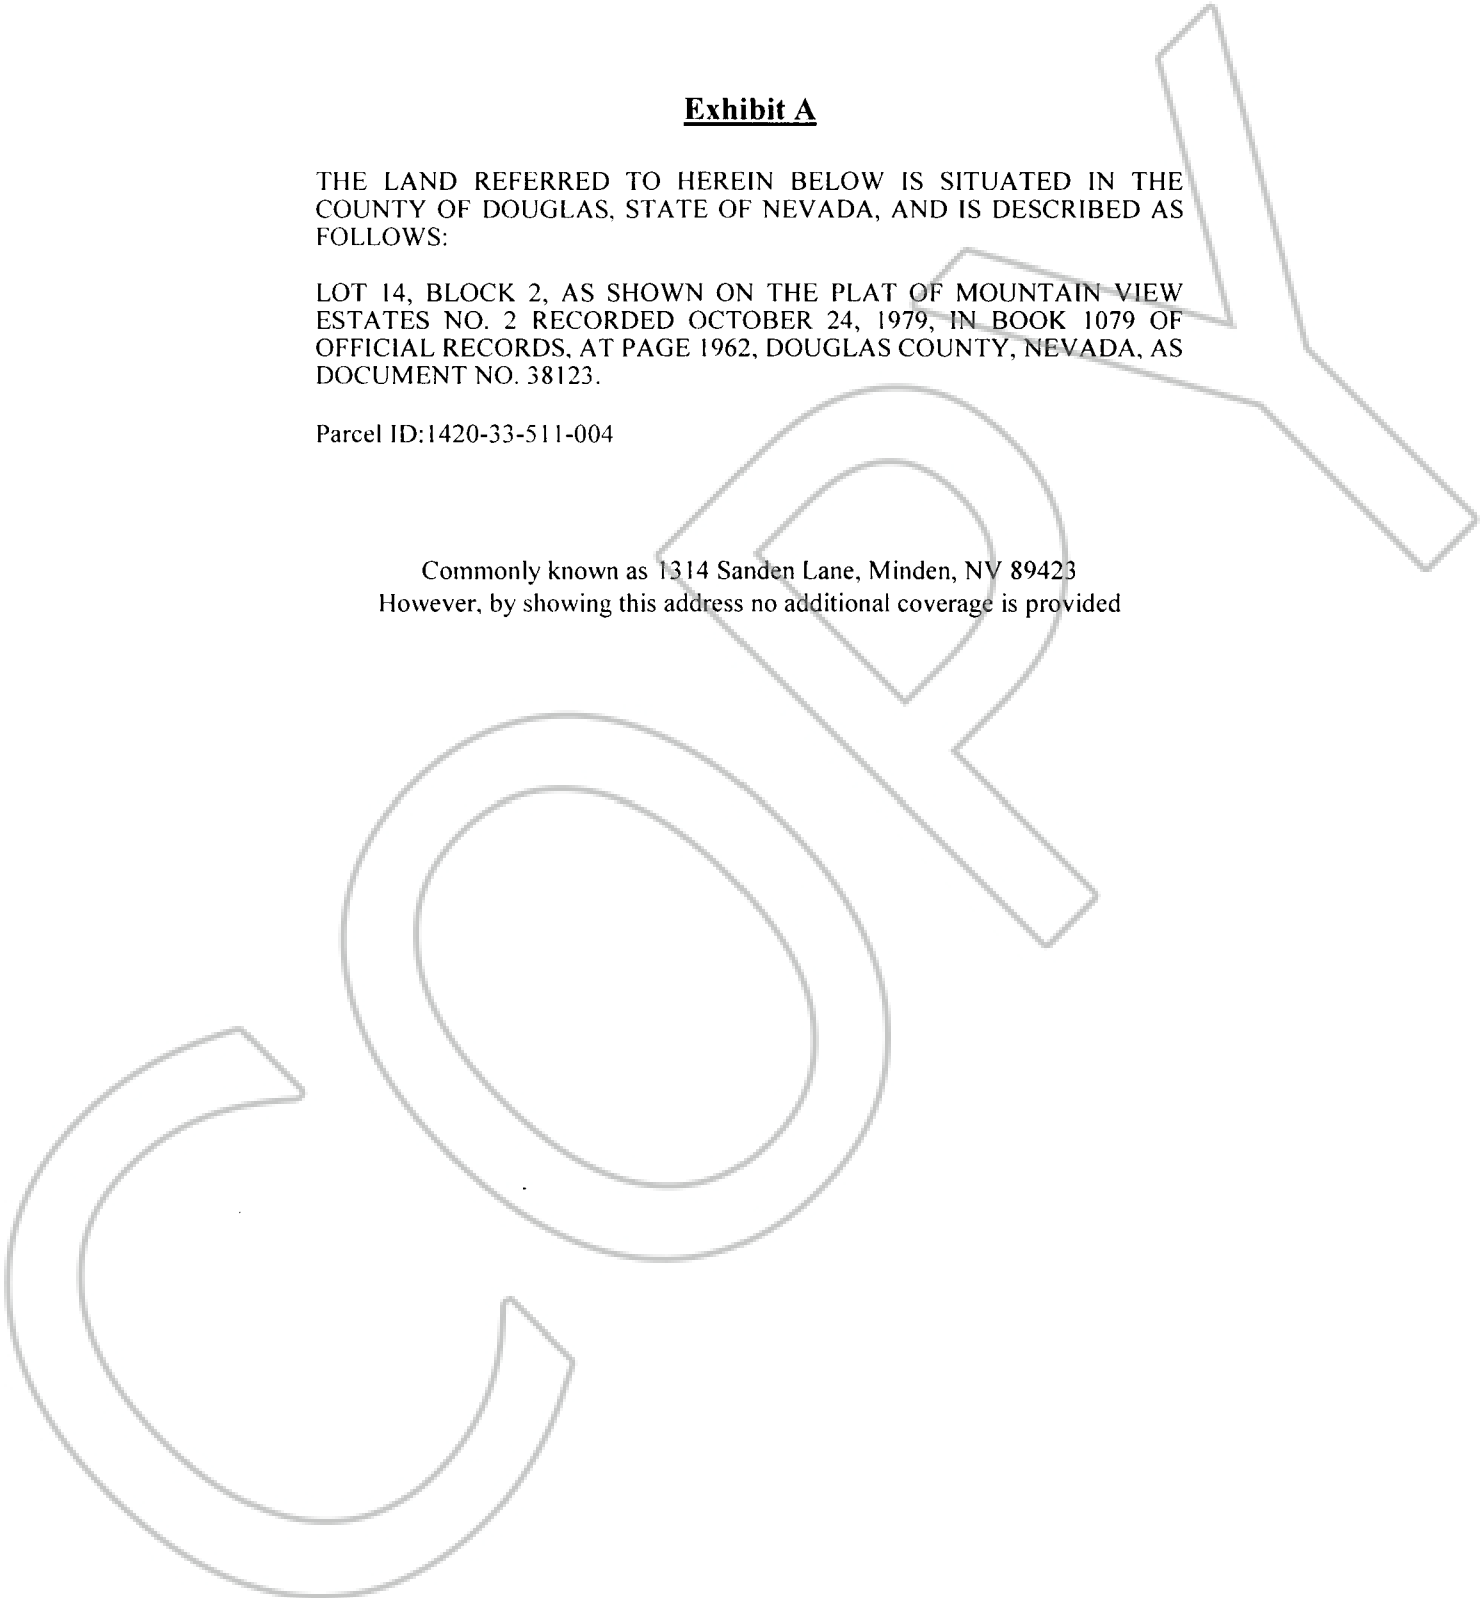 Exhibit A
THE LAND REFERRED TO HEREIN BELOW IS SITUATED IN THE
COUNTY OF DOUGLAS, STATE OF NEVADA, AND IS DESCRIBED AS
FOLLOWS:
LOT 14, BLOCK 2, AS SHOWN ON THE PLAT OF MOUNTAIN VIEW
ESTATES NO. 2 RECORDED OCTOBER 24, 1979, IN BOOK 1079 OF
OFFICIAL RECORDS, AT PAGE 1962, DOUGLAS COUNTY, NEVADA, AS
DOCUMENT NO. 38123.
Parcel ID:1420-33-511-004
Commonly known as 1314 Sanden Lane, Minden, NV 89423
However, by showing this address no additional coverage is provided
COPY